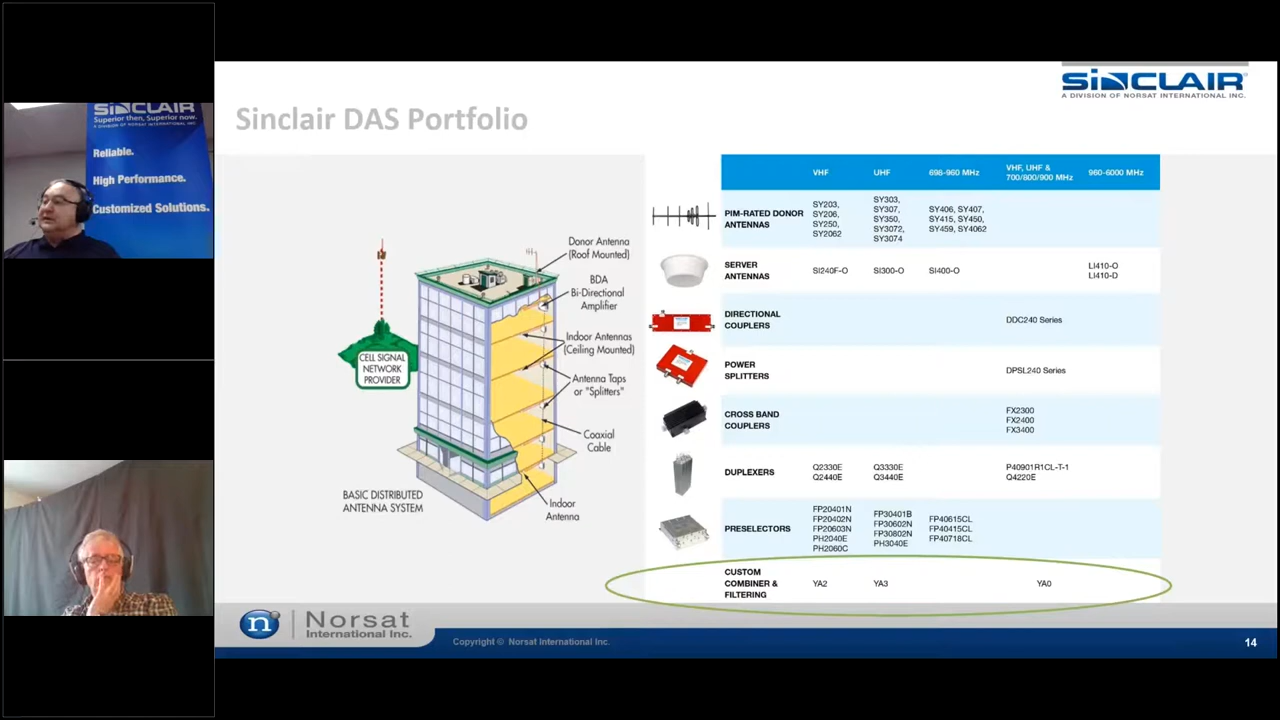 SINCLAIR
Superior then, Superior now.
A DIVISION OF NORSAT INTERNATIONAL INC.
Reliable.
High Performance.
Customized Solutions.
SINCLAIR
A DIVISION OF NORSAT INTERNATIONAL INC.
Sinclair DAS Portfolio
Donor Antenna
(Roof Mounted)
BDA
Bi-Directional
Amplifier
Indoor Antennas
(Ceiling Mounted)
CELL SIGNAL
NETWORK
PROVIDER
Antenna Taps
or "Splitters"
Coaxial
Cable
BASIC DISTRIBUTED
ANTENNA SYSTEM
Indoor
Antenna
VHF
UHF
698-960 MHz
VHF, UHF &
700/800/900 MHz
960-6000 MHz
PIM-RATED DONOR
ANTENNAS
SY203,
SY206,
SY250,
SY2062
SY303,
SY307,
SY350,
SY3072,
SY3074
SY406, SY407,
SY415, SY450,
SY459, SY4062
SERVER
ANTENNAS
SI240F-O
SI300-O
SI400-O
LI410-O
LI410-D
DIRECTIONAL
COUPLERS
DDC240 Series
POWER
SPLITTERS
DPSL240 Series
CROSS BAND
COUPLERS
FX2300
FX2400
FX3400
DUPLEXERS
Q2330E
Q2440E
Q3330E
Q3440E
P40901R1CL-T-1
Q4220E
PRESELECTORS
FP20401N
FP20402N
FP20603N
PH2040E
PH2060C
FP30401B
FP30602N
FP30802N
PH3040E
FP40615CL
FP40415CL
FP40718CL
CUSTOM
COMBINER &
FILTERING
YA2
YA3
YA0
n
Norsat
International Inc.
Copyright © Norsat International Inc.
14